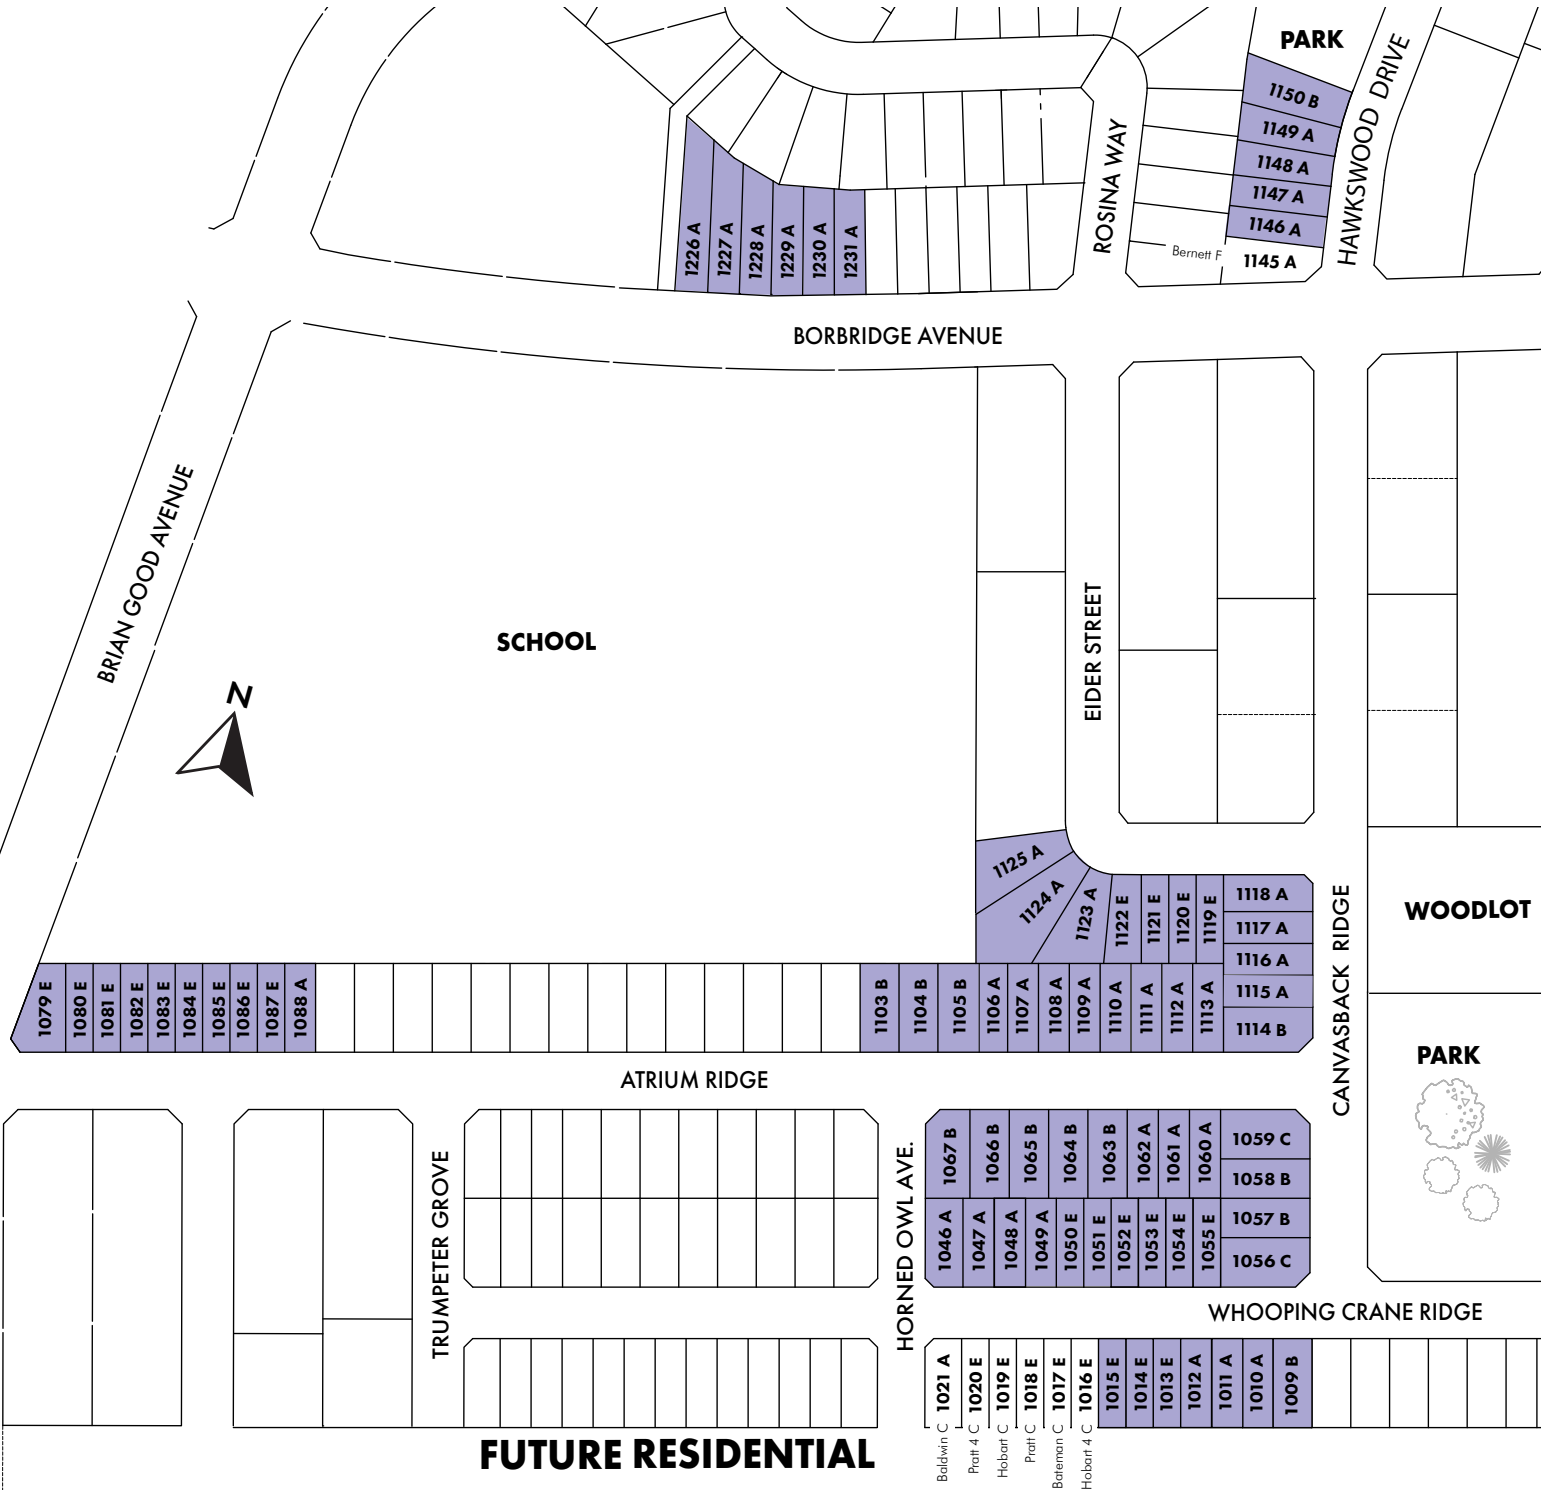 PARK
HAWKSWOOD DRIVE
1150 B
1149 A
1148 A
1147 A
1146 A
1145 A
Bernett F
ROSINA WAY
1226 A
1227 A
1228 A
1229 A
1230 A
1231 A
BORBRIDGE AVENUE
BRIAN GOOD AVENUE
SCHOOL
N
EIDER STREET
1125 A
1124 A
1123 A
1122 E
1121 E
1120 E
1119 E
1118 A
1117 A
1116 A
1115 A
1114 B
CANVASBACK RIDGE
WOODLOT
PARK
1079 E
1080 E
1081 E
1082 E
1083 E
1084 E
1085 E
1086 E
1087 E
1088 A
1103 B
1104 B
1105 B
1106 A
1107 A
1108 A
1109 A
1110 A
1111 A
1112 A
1113 A
ATRIUM RIDGE
TRUMPETER GROVE
HORNED OWL AVE.
1067 B
1066 B
1065 B
1064 B
1063 B
1062 A
1061 A
1060 A
1059 C
1058 B
1046 A
1047 A
1048 A
1049 A
1050 E
1051 E
1052 E
1053 E
1054 E
1055 E
1057 B
1056 C
WHOOPING CRANE RIDGE
1021 A
1020 E
1019 E
1018 E
1017 E
1016 E
1015 E
1014 E
1013 E
1012 A
1011 A
1010 A
1009 B
Baldwin C
Pratt 4 C
Hobart C
Pratt C
Bateman C
Hobart 4 C
FUTURE RESIDENTIAL